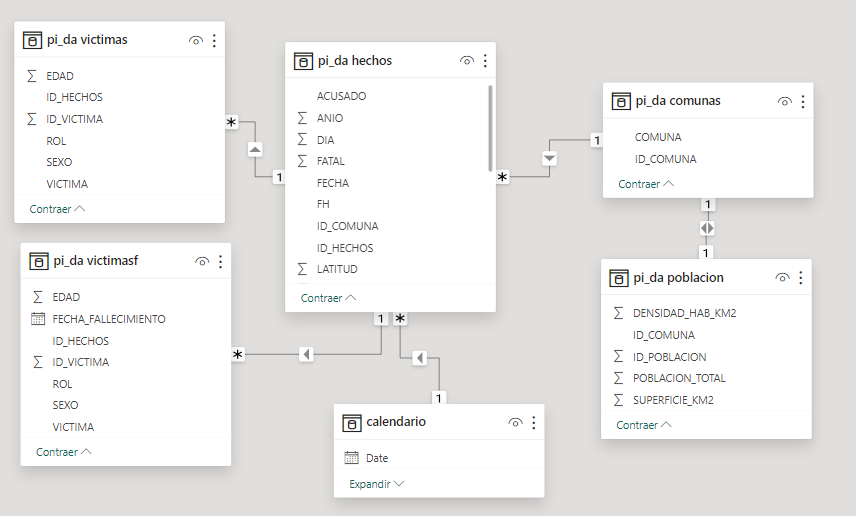 pi_da victimas
EDAD
ID_HECHOS
ID_VICTIMA
ROL
SEXO
VICTIMA
Contraer
pi_da hechos
ACUSADO
ANIO
DIA
FATAL
FECHA
FH
ID_COMUNA
ID_HECHOS
LATITUD
Contraer
pi_da comunas
COMUNA
ID_COMUNA
Contraer
pi_da victimasf
EDAD
FECHA_FALLECIMIENTO
ID_HECHOS
ID_VICTIMA
ROL
SEXO
VICTIMA
Contraer
pi_da poblacion
DENSIDAD_HAB_KM2
ID_COMUNA
ID_POBLACION
POBLACION_TOTAL
SUPERFICIE_KM2
Contraer
calendario
Date
Expandir
*
1
*
1
1
1
1
*
*
1